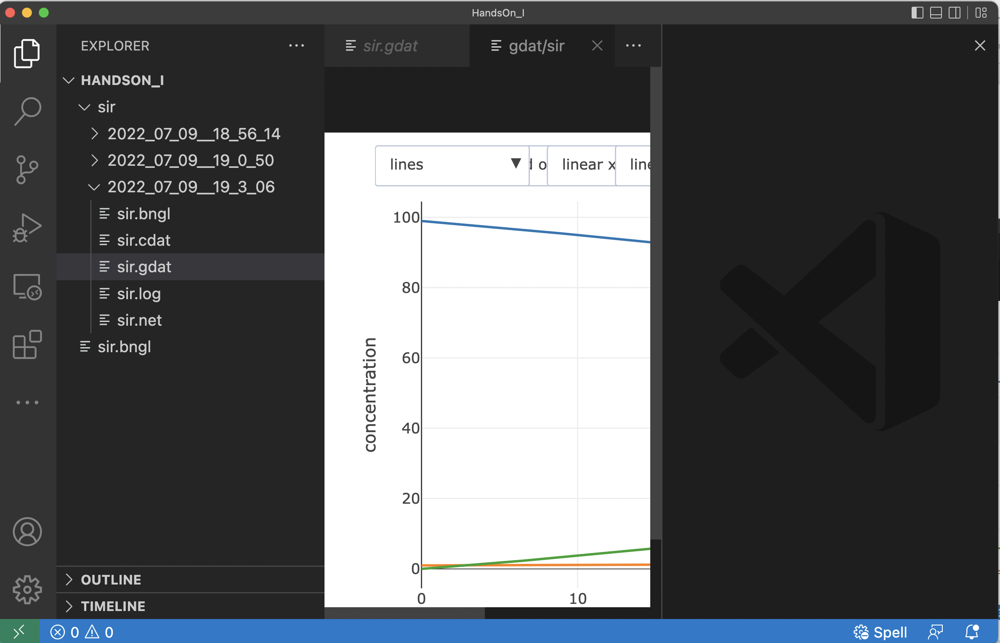 HandsOn_I
EXPLORER
HANDSON_I
sir
2022_07_09__18_56_14
2022_07_09__19_0_50
2022_07_09__19_3_06
sir.bngl
sir.cdat
sir.gdat
sir.log
sir.net
sir.bngl
OUTLINE
TIMELINE
sir.gdat
gdat/sir
lines ▼ d o linear x line
100
80
60
40
20
0
concentration
0 10
0 0
Spell